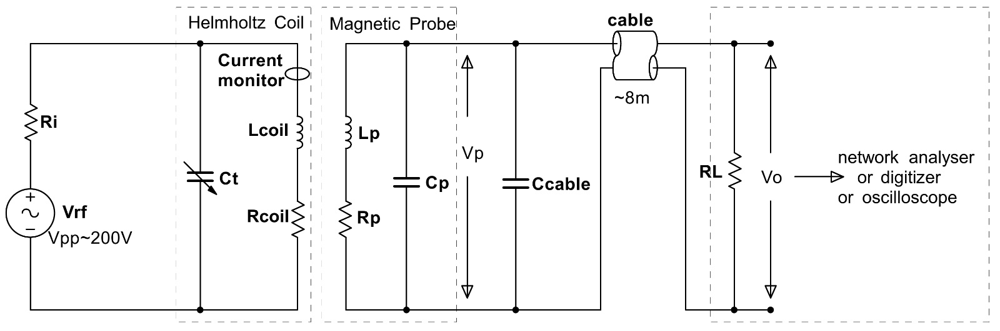 Helmholtz Coil
Magnetic Probe
cable
Current
monitor
~8m
Ri
Lcoil
Lp
Vp
Ct
Cp
Ccable
RL
Vo
network analyser
or digitizer
or oscilloscope
+
Vrf
−
Vpp~200V
Rcoil
Rp